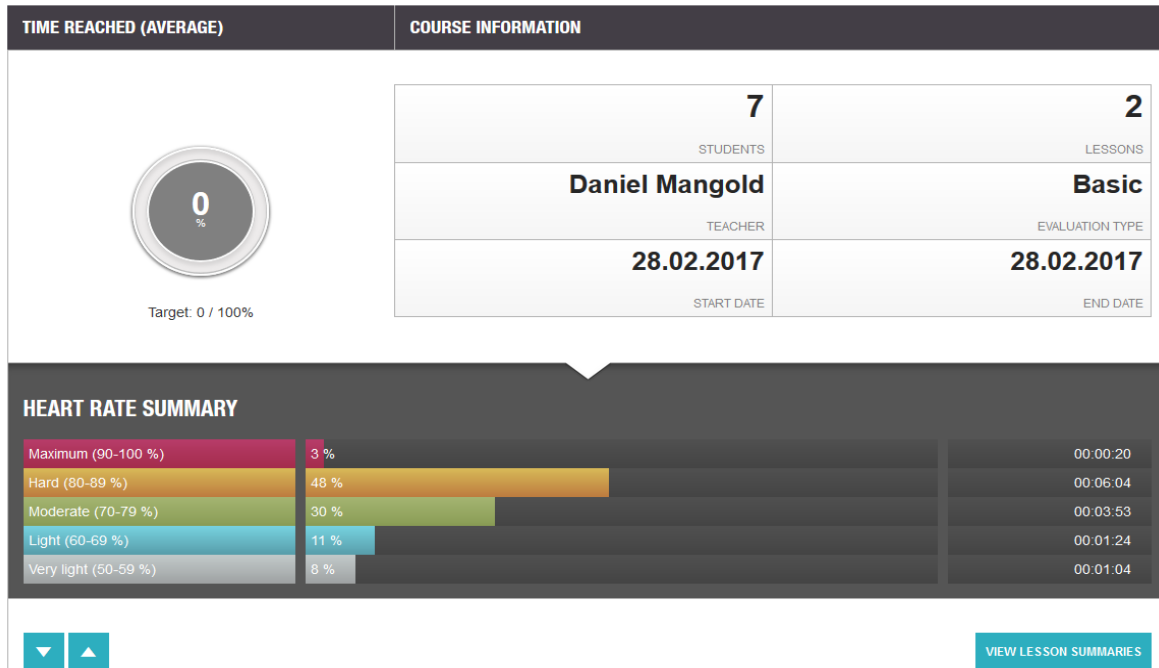 TIME REACHED (AVERAGE)
COURSE INFORMATION
0
%
Target: 0 / 100%
7
STUDENTS
2
LESSONS
Daniel Mangold
TEACHER
Basic
EVALUATION TYPE
28.02.2017
START DATE
28.02.2017
END DATE
HEART RATE SUMMARY
Maximum (90-100 %) 3 % 00:00:20
Hard (80-89 %) 48 % 00:06:04
Moderate (70-79 %) 30 % 00:03:53
Light (60-69 %) 11 % 00:01:24
Very light (50-59 %) 8 % 00:01:04
VIEW LESSON SUMMARIES